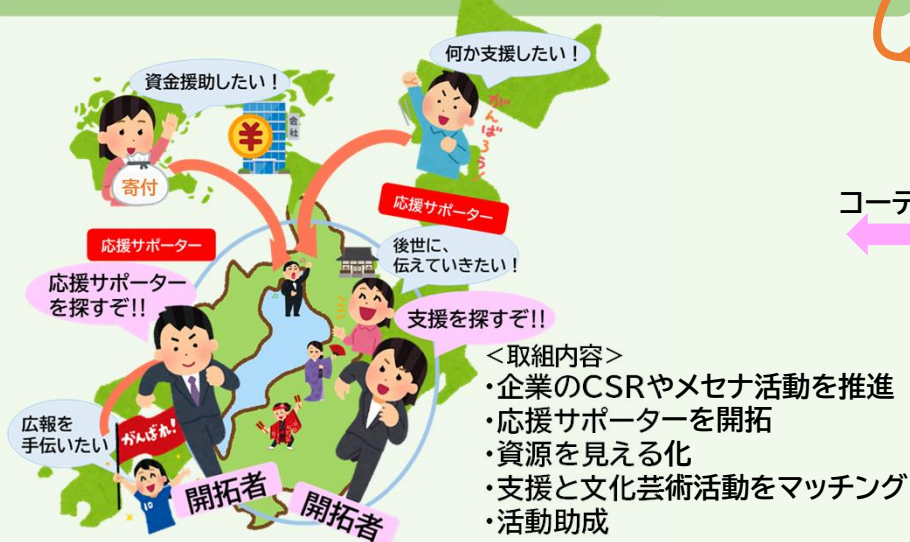 資金援助したい！
何か支援したい！
会社
¥
がんばろう！
寄付
応援サポーター
応援サポーター
後世に、
伝えていきたい！
応援サポーター
を探すぞ!!
支援を探すぞ!!
コーデ
広報を
手伝いたい
がんばれ!
10
開拓者
開拓者
＜取組内容＞
・企業のCSRやメセナ活動を推進
・応援サポーターを開拓
・資源を見える化
・支援と文化芸術活動をマッチング
・活動助成